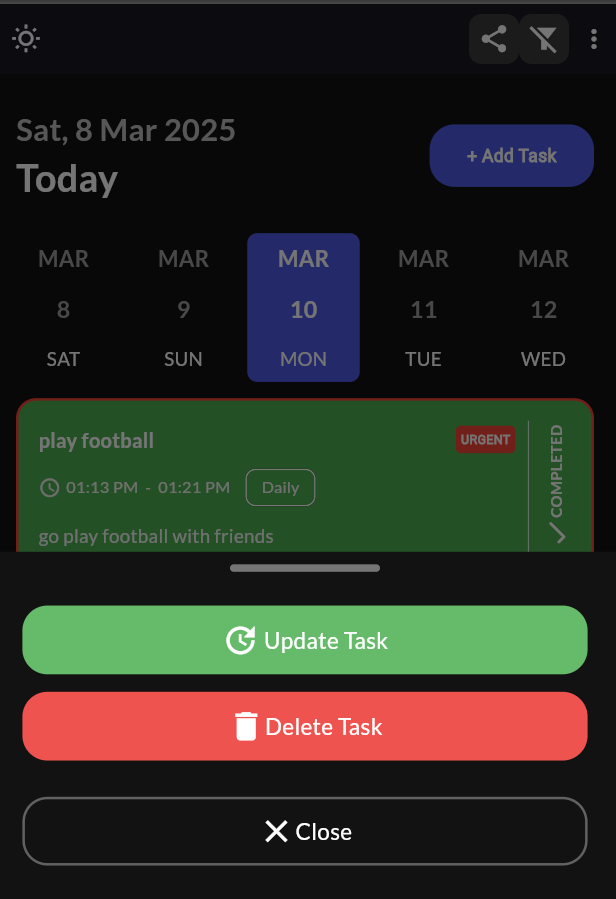 Sat, 8 Mar 2025
Today
+ Add Task
MAR MAR MAR MAR MAR
8 9 10 11 12
SAT SUN MON TUE WED
play football
URGENT
COMPLETED
01:13 PM - 01:21 PM
Daily
go play football with friends
Update Task
Delete Task
Close